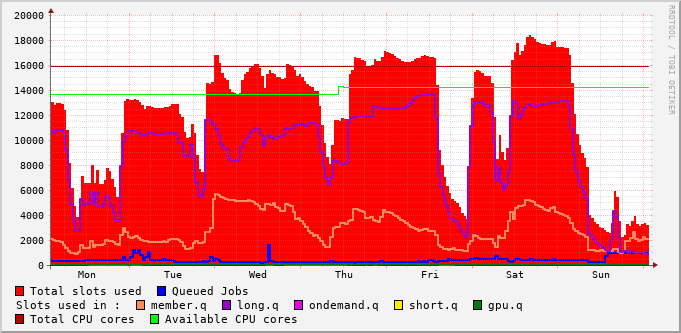 20000
18000
16000
14000
12000
10000
8000
6000
4000
2000
0
Mon Tue Wed Thu Fri Sat Sun
RRDTOOL / TOBI OETIKER
Total slots used Queued Jobs
Slots used in : member.q long.q ondemand.q short.q gpu.q
Total CPU cores Available CPU cores